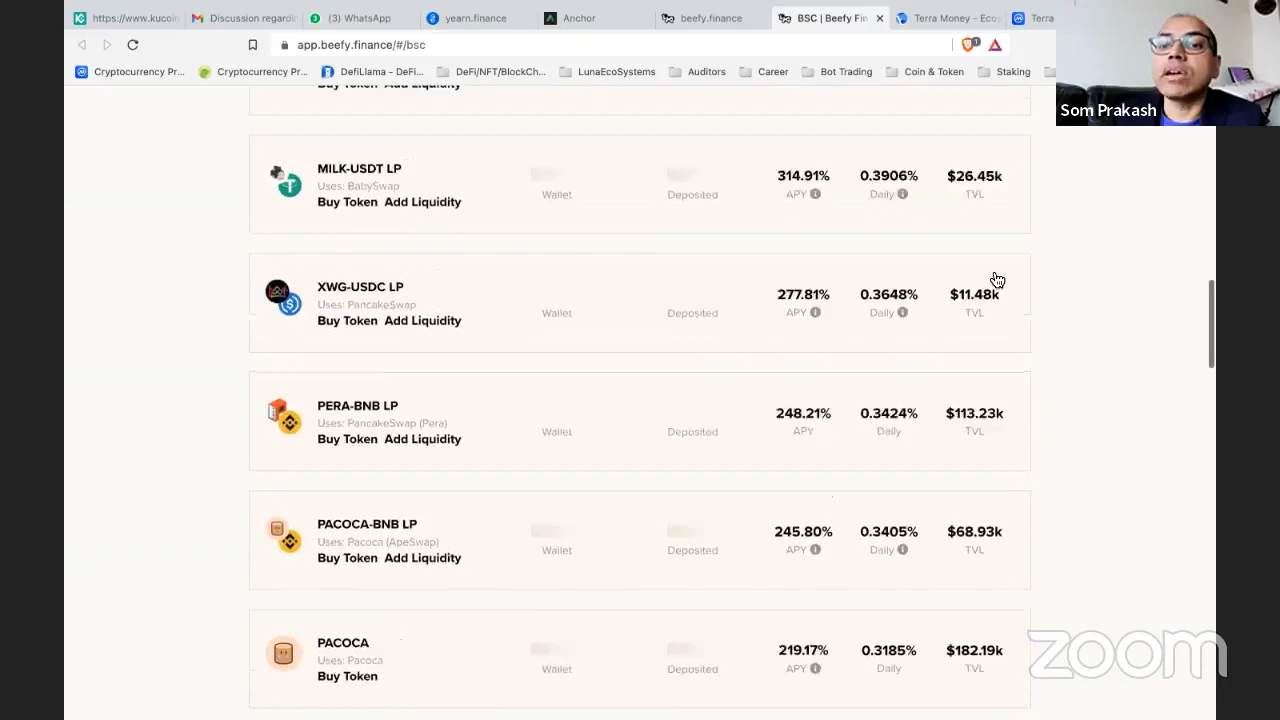 https://www.kucoin
Discussion regardi
(3) WhatsApp
yearn.finance
Anchor
beefy.finance
BSC | Beefy Fin
Terra Money - Ecos
Terra
app.beefy.finance/#/bsc
1
Cryptocurrency Pr...
Cryptocurrency Pr...
DefiLlama - DeFi...
DeFi/NFT/BlockCh...
LunaEcoSystems
Auditors
Career
Bot Trading
Coin & Token
Staking
Som Prakash
Buy Token Add Liquidity
MILK-USDT LP
Uses: BabySwap
Buy Token Add Liquidity
Wallet
Deposited
314.91%
APY
0.3906%
Daily
$26.45k
TVL
XWG-USDC LP
Uses: PancakeSwap
Buy Token Add Liquidity
Wallet
Deposited
277.81%
APY
0.3648%
Daily
$11.48k
TVL
PERA-BNB LP
Uses: PancakeSwap (Pera)
Buy Token Add Liquidity
Wallet
Deposited
248.21%
APY
0.3424%
Daily
$113.23k
TVL
PACOCA-BNB LP
Uses: Pacoca (ApeSwap)
Buy Token Add Liquidity
Wallet
Deposited
245.80%
APY
0.3405%
Daily
$68.93k
TVL
PACOCA
Uses: Pacoca
Buy Token
Wallet
Deposited
219.17%
APY
0.3185%
Daily
$182.19k
TVL
zoom